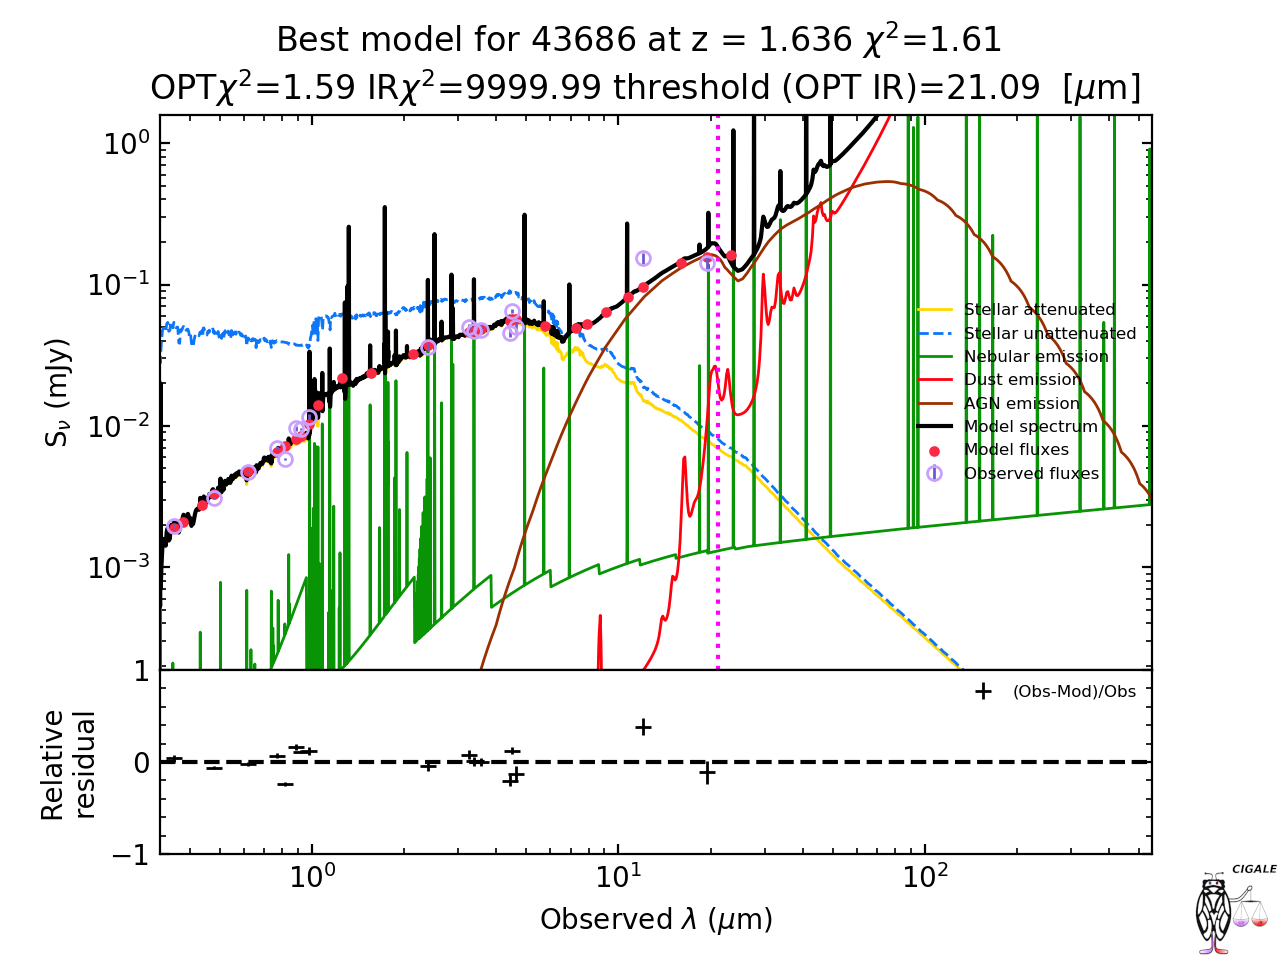 Best model for 43686 at z = 1.636 χ²=1.61
OPTχ²=1.59 IRχ²=9999.99 threshold (OPT IR)=21.09 [μm]
10⁰
10⁻¹
10⁻²
10⁻³
Sν (mJy)
Stellar attenuated
Stellar unattenuated
Nebular emission
Dust emission
AGN emission
Model spectrum
Model fluxes
Observed fluxes
1
0
−1
Relative
residual
(Obs-Mod)/Obs
10⁰ 10¹ 10²
Observed λ (μm)
CIGALE